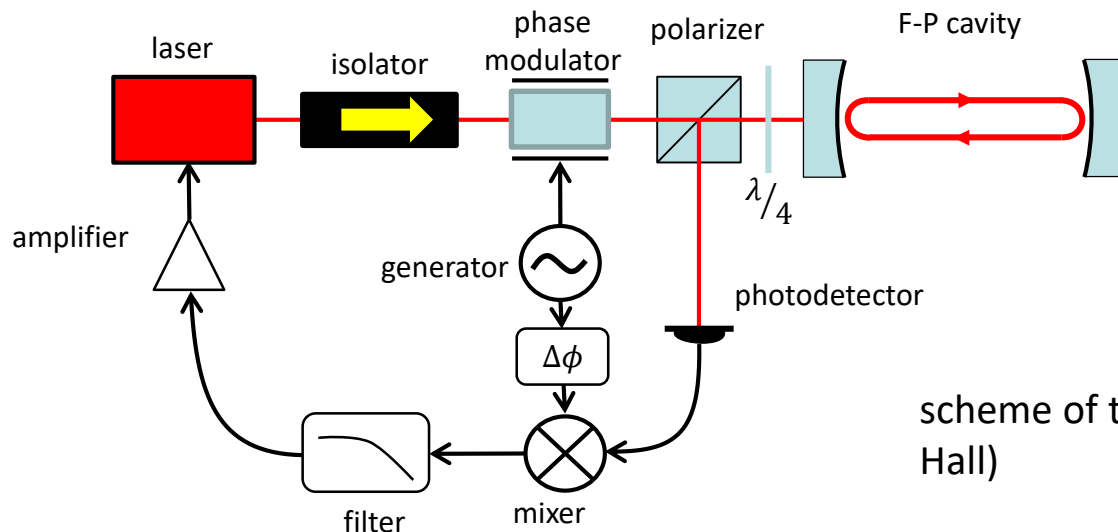 laser
isolator
phase
modulator
polarizer
F-P cavity
λ/4
amplifier
generator
photodetector
Δϕ
filter
mixer
scheme of
Hall)